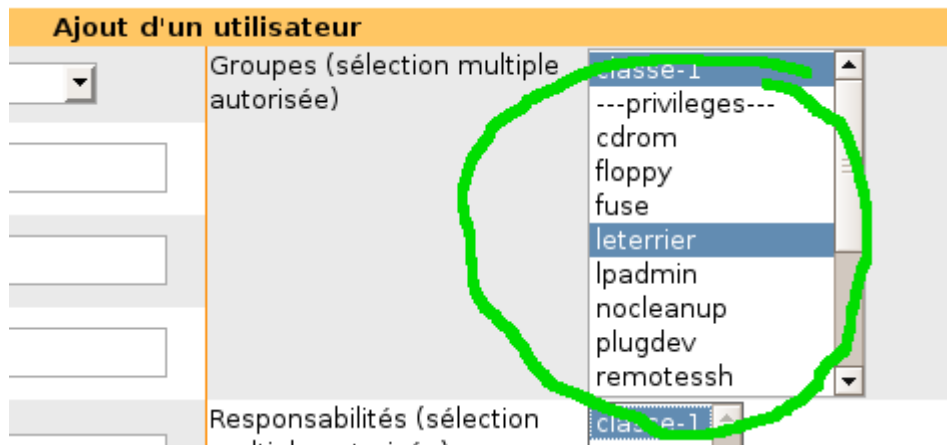 Ajout d'un utilisateur
Groupes (sélection multiple
autorisée)
classe-1
---privileges---
cdrom
floppy
fuse
leterrier
lpadmin
nocleanup
plugdev
remotessh
Responsabilités (sélection
classe-1